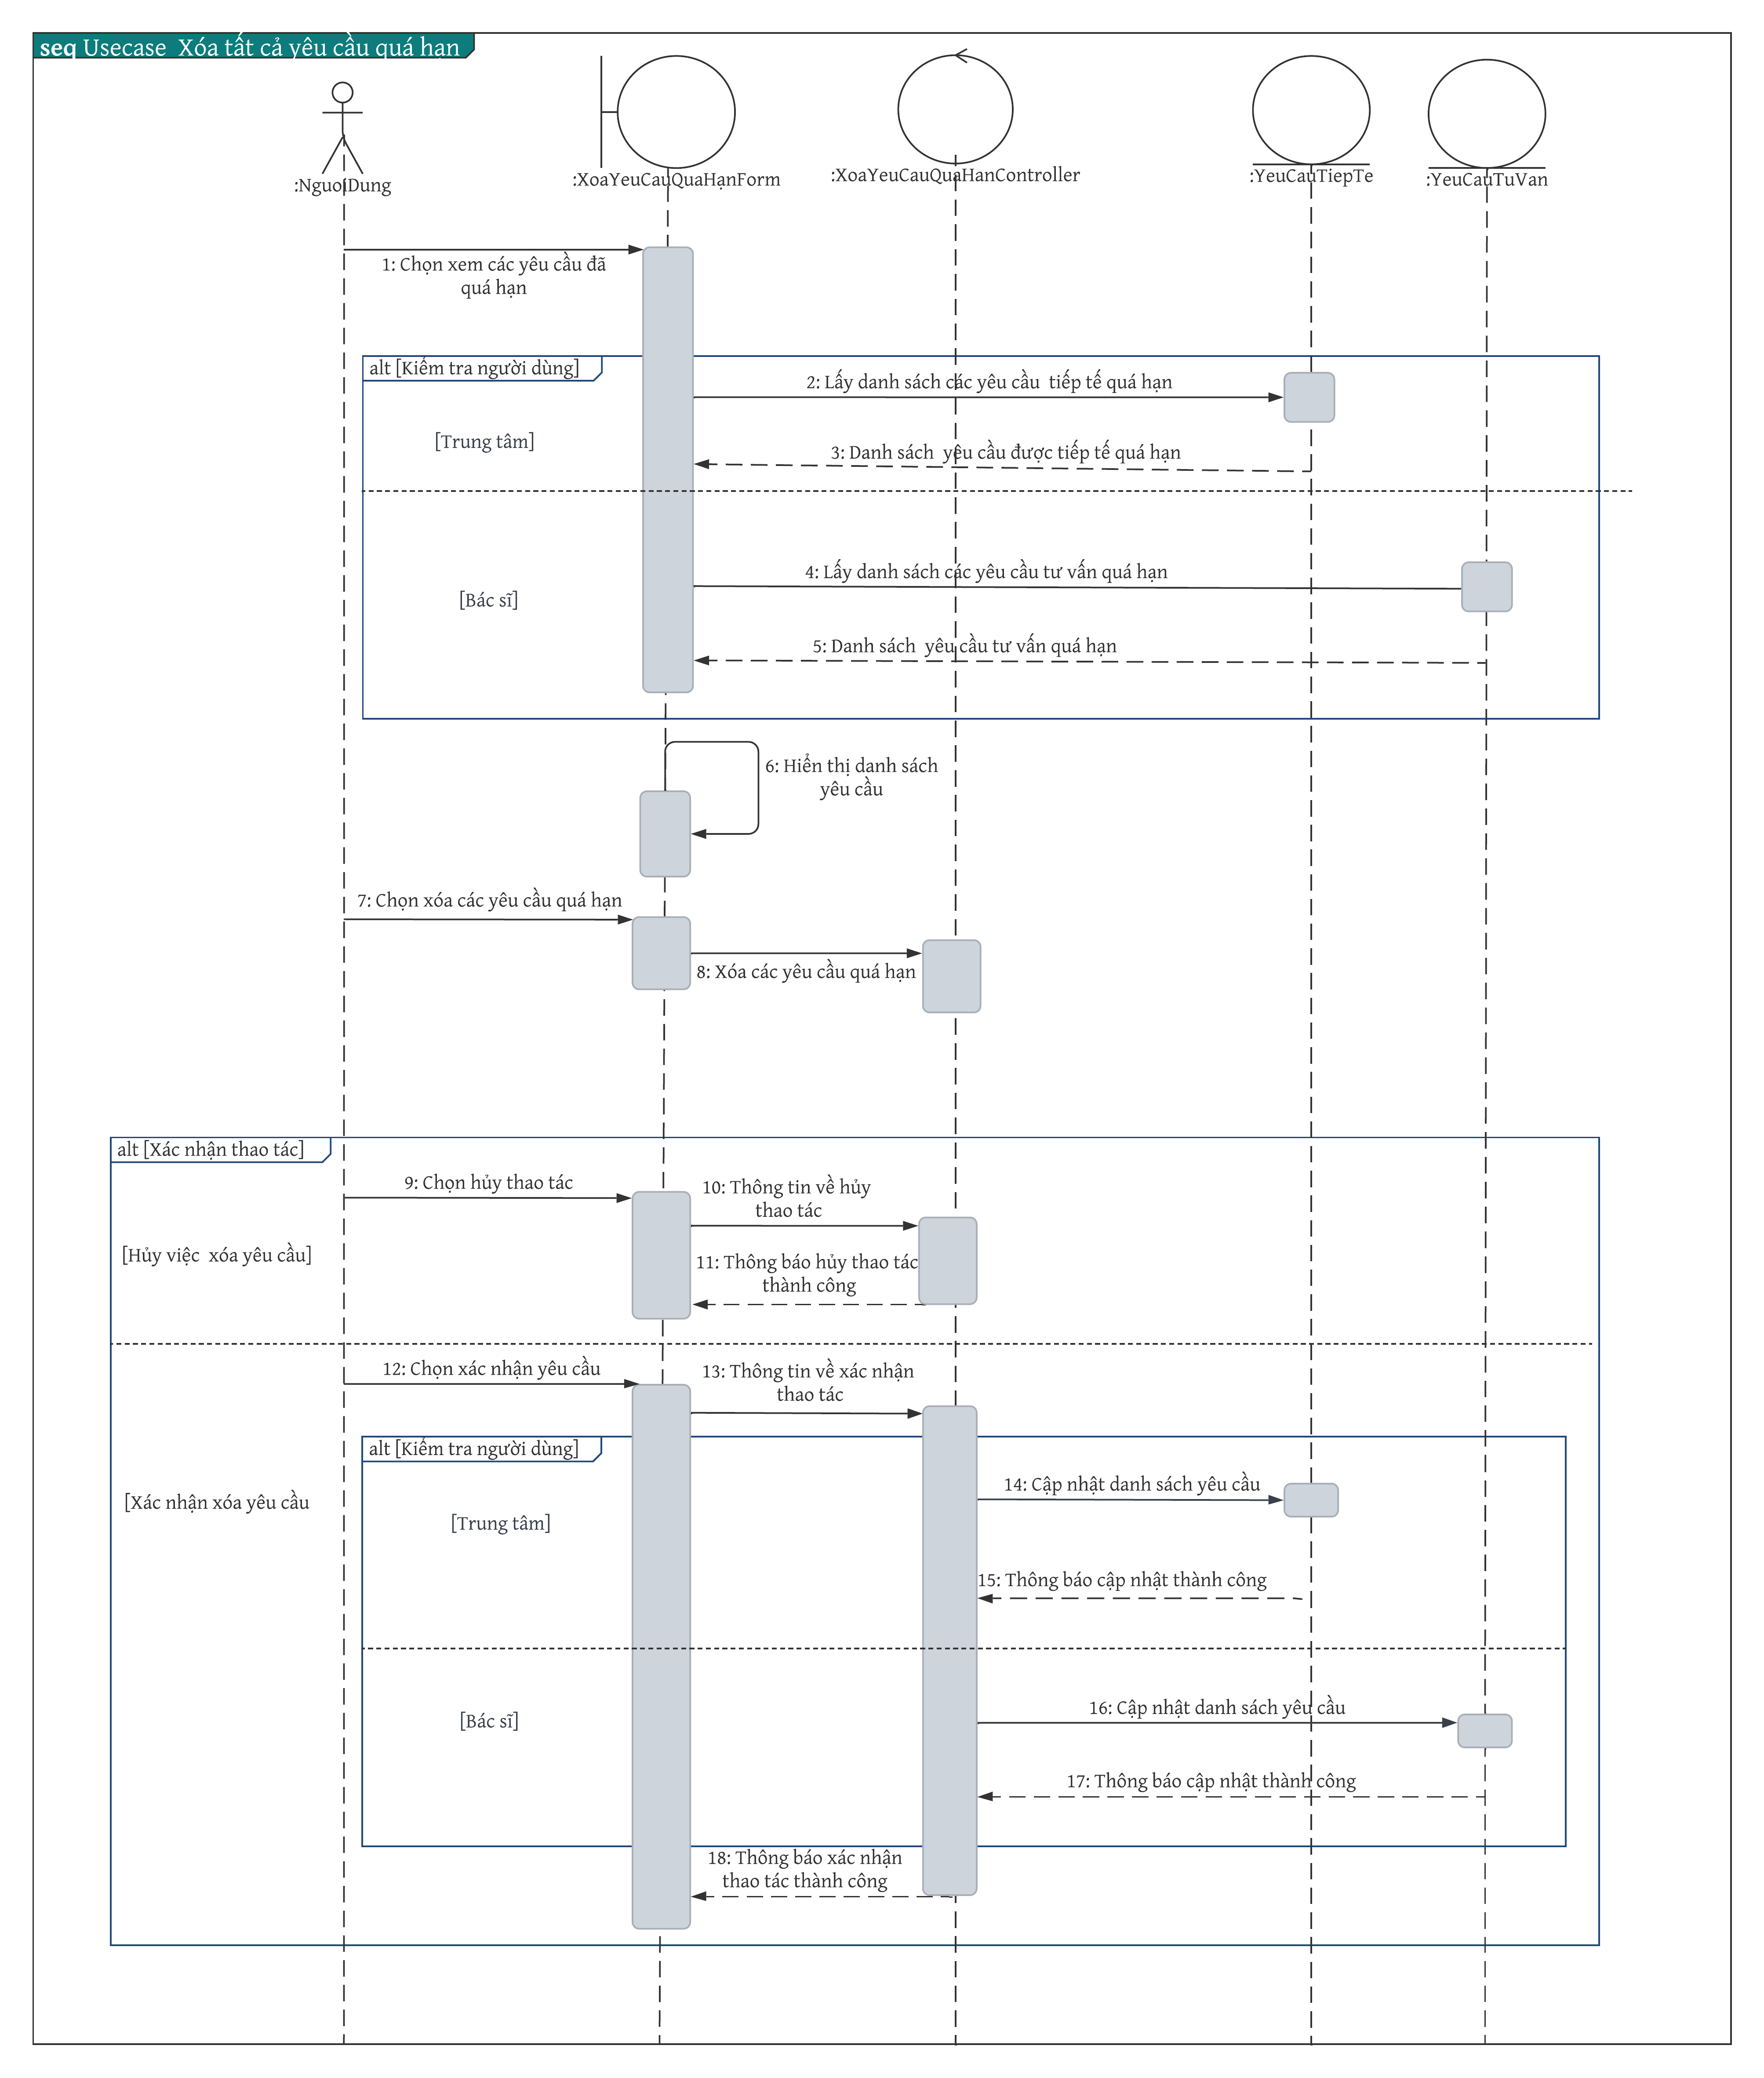 seq Usecase  Xóa tất cả yêu cầu quá hạn
:NguoiDung
:XoaYeuCauQuaHạnForm
:XoaYeuCauQuaHanController
:YeuCauTiepTe
:YeuCauTuVan
1: Chọn xem các yêu cầu đã
quá hạn
alt [Kiểm tra người dùng]
2: Lấy danh sách các yêu cầu  tiếp tế quá hạn
[Trung tâm]
3: Danh sách  yêu cầu được tiếp tế quá hạn
4: Lấy danh sách các yêu cầu tư vấn quá hạn
[Bác sĩ]
5: Danh sách  yêu cầu tư vấn quá hạn
6: Hiển thị danh sách
yêu cầu
7: Chọn xóa các yêu cầu quá hạn
8: Xóa các yêu cầu quá hạn
alt [Xác nhận thao tác]
9: Chọn hủy thao tác
10: Thông tin về hủy
thao tác
[Hủy việc  xóa yêu cầu]
11: Thông báo hủy thao tác
thành công
12: Chọn xác nhận yêu cầu
13: Thông tin về xác nhận
thao tác
alt [Kiểm tra người dùng]
14: Cập nhật danh sách yêu cầu
[Xác nhận xóa yêu cầu
[Trung tâm]
15: Thông báo cập nhật thành công
16: Cập nhật danh sách yêu cầu
[Bác sĩ]
17: Thông báo cập nhật thành công
18: Thông báo xác nhận
thao tác thành công